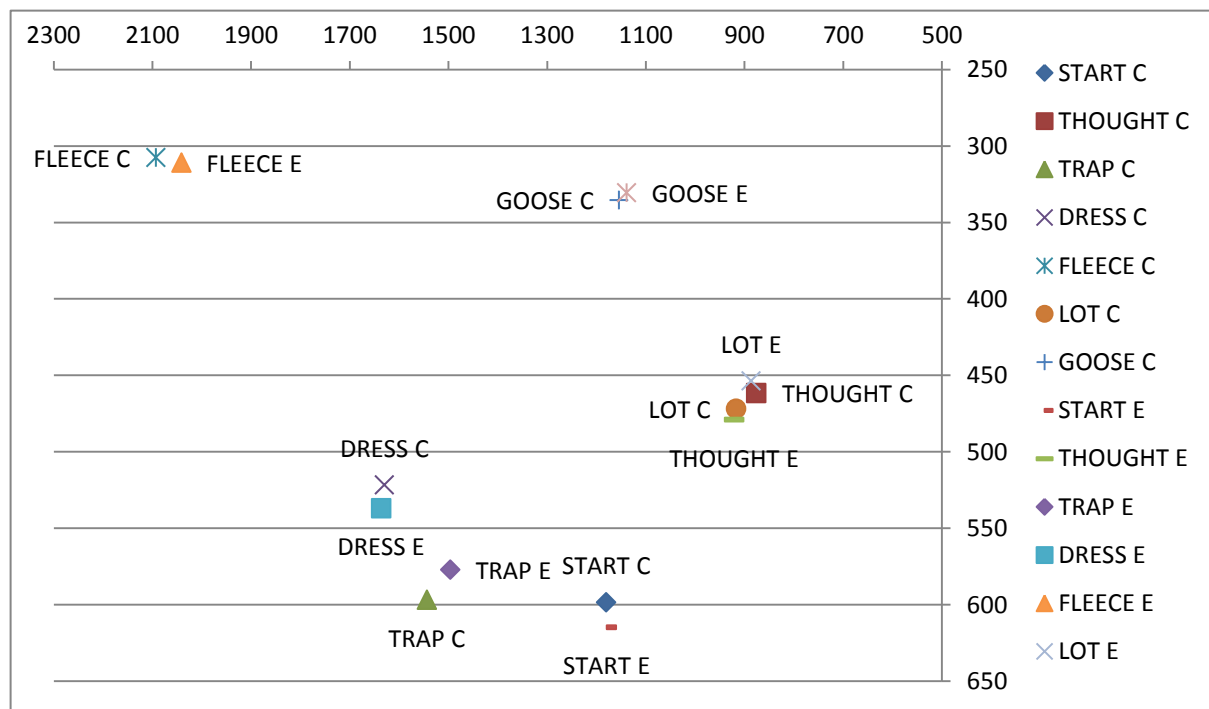 2300 2100 1900 1700 1500 1300 1100 900 700 500
250
300
350
400
450
500
550
600
650
FLEECE C
FLEECE E
GOOSE C
GOOSE E
LOT E
THOUGHT C
LOT C
THOUGHT E
DRESS C
DRESS E
TRAP E
START C
TRAP C
START E
START C
THOUGHT C
TRAP C
DRESS C
FLEECE C
LOT C
GOOSE C
START E
THOUGHT E
TRAP E
DRESS E
FLEECE E
LOT E